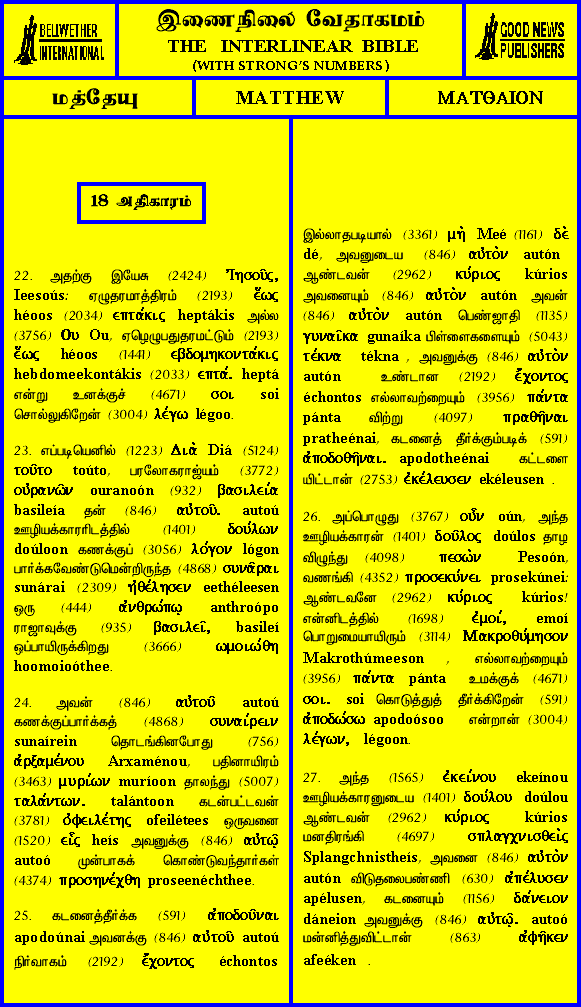 BELLWETHER
INTERNATIONAL
இணைநிலை வேதாகமம்
THE INTERLINEAR BIBLE
(WITH STRONG'S NUMBERS)
GOOD NEWS
PUBLISHERS
மத்தேயு
MATTHEW
ΜΑΤΘΑΙΟΝ
18 அதிகாரம்
22. அதற்கு இயேசு (2424) Ἰησοῦς,
Ieesoús: ஏழுதரமாத்திரம் (2193) ἕως
héoos (2034) επτάκις heptákis அல்ல
(3756) Ου Ou, ஏழெழுபதுதரமட்டும் (2193)
ἕως héoos (1441) εβδομηκοντάκις
hebdomeekontákis (2033) επτά. heptá
என்று உனக்குச் (4671) σοι soi
சொல்லுகிறேன் (3004) λέγω légoo.
23. எப்படியெனில் (1223) Διὰ Diá (5124)
τοῦτο toúto, பரலோகராஜ்யம் (3772)
οὐρανῶν ouranoón (932) βασιλεία
basileía தன் (846) αὐτοῦ. autoú
ஊழியக்காரரிடத்தில் (1401) δούλων
doúloon கணக்குப் (3056) λόγον lógon
பார்க்கவேண்டுமென்றிருந்த (4868) συνᾶραι
sunárai (2309) ἠθέλησεν eethéleesen
ஒரு (444) ἀνθρώπῳ anthroópo
ராஜாவுக்கு (935) βασιλεῖ, basileí
ஒப்பாயிருக்கிறது (3666) ωμοιώθη
hoomoioóthee.
24. அவன் (846) αὐτοῦ autoú
கணக்குப்பார்க்கத் (4868) συναίρειν
sunaírein தொடங்கினபோது (756)
ἀρξαμένου Arxaménou, பதினாயிரம்
(3463) μυρίων muríoon தாலந்து (5007)
ταλάντων. talántoon கடன்பட்டவன்
(3781) ὀφειλέτης ofeilétees ஒருவனை
(1520) εἷς heís அவனுக்கு (846) αὐτῷ
autoó முன்பாகக் கொண்டுவந்தார்கள்
(4374) προσηνέχθη proseenéchthee.
25. கடனைத்தீர்க்க (591) ἀποδοῦναι
apodoúnai அவனக்கு (846) αὐτοῦ autoú
நிர்வாகம் (2192) ἔχοντος échontos
இல்லாதபடியால் (3361) μὴ Meé (1161) δὲ
dé, அவனுடைய (846) αὐτὸν autón
ஆண்டவன் (2962) κύριος kúrios
அவனையும் (846) αὐτὸν autón அவன்
(846) αὐτὸν autón பெண்ஜாதி (1135)
γυναῖκα gunaíka பிள்ளைகளையும் (5043)
τέκνα tékna , அவனுக்கு (846) αὐτὸν
autón உண்டான (2192) ἔχοντος
échontos எல்லாவற்றையும் (3956) πάντα
pánta விற்று (4097) πραθῆναι
pratheénai, கடனைத் தீர்க்கும்படிக் (591)
ἀποδοθῆναι. apodotheénai கட்டளை
யிட்டான் (2753) ἐκέλευσεν ekéleusen .
26. அப்பொழுது (3767) οὖν oún, அந்த
ஊழியக்காரன் (1401) δοῦλος doúlos தாழ
விழுந்து (4098) πεσὼν Pesoón,
வணங்கி (4352) προσεκύνει prosekúnei:
ஆண்டவனே (2962) κύριος kúrios!
என்னிடத்தில் (1698) ἐμοί, emoí
பொறுமையாயிரும் (3114) Μακροθύμησον
Makrothúmeeson , எல்லாவற்றையும்
(3956) πάντα pánta உமக்குக் (4671)
σοι. soi கொடுத்துத் தீர்க்கிறேன் (591)
ἀποδώσω apodoósoo என்றான் (3004)
λέγων, légoon.
27. அந்த (1565) ἐκείνου ekeínou
ஊழியக்காரனுடைய (1401) δούλου doúlou
ஆண்டவன் (2962) κύριος kúrios
மனதிரங்கி (4697) σπλαγχνισθεὶς
Splangchnistheís, அவனை (846) αὐτὸν
autón விடுதலைபண்ணி (630) ἀπέλυσεν
apélusen, கடனையும் (1156) δάνειον
dáneion அவனுக்கு (846) αὐτῷ. autoó
மன்னித்துவிட்டான் (863) ἀφῆκεν
afeéken .